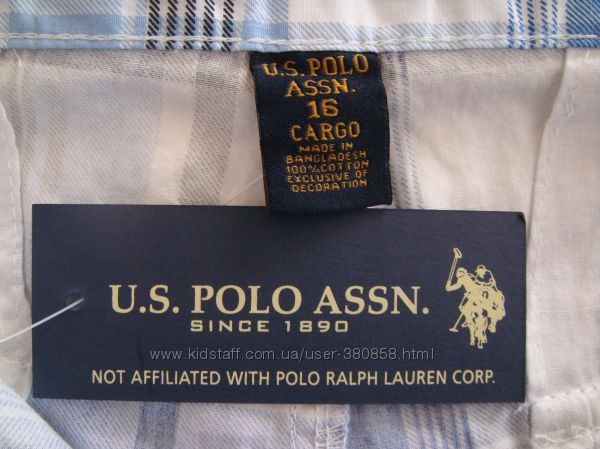 U.S. POLO
ASSN.
16
CARGO
MADE IN
BANGLADESH
100% COTTON
EXCLUSIVE OF
DECORATION
U.S. POLO ASSN.
SINCE 1890
www.kidstaff.com.ua/user-380858.html
NOT AFFILIATED WITH POLO RALPH LAUREN CORP.